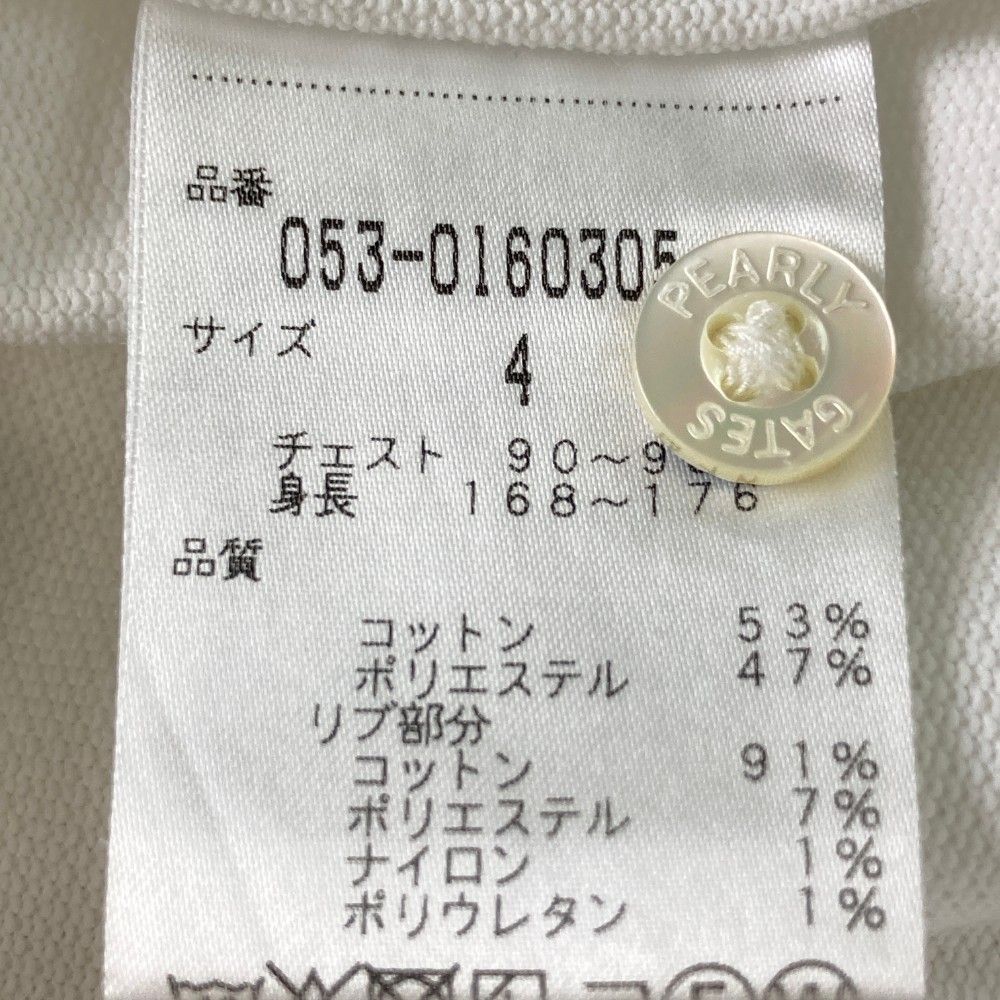 品番
053-0160305
サイズ
4
チェスト 90～9
身長 168～176
品質
コットン 53%
ポリエステル 47%
リブ部分
コットン 91%
ポリエステル 7%
ナイロン 1%
ポリウレタン 1%
PEARLY
GATES